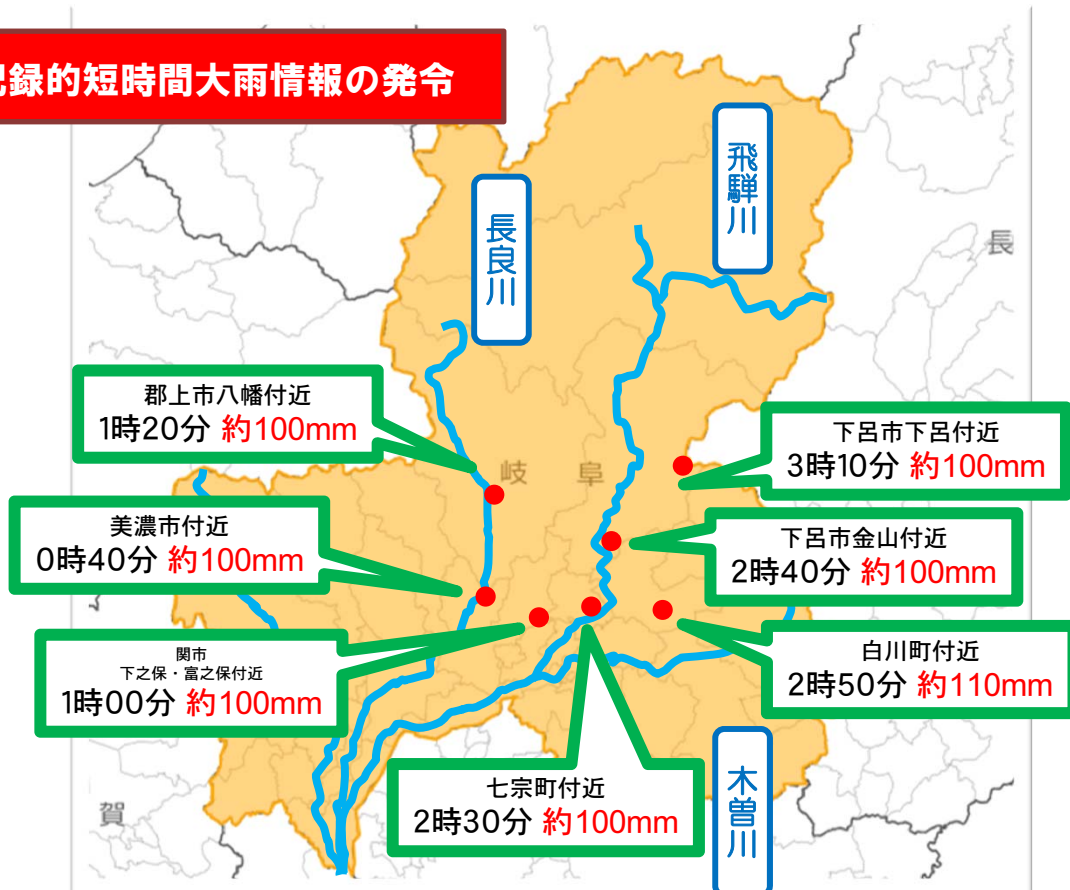 記録的短時間大雨情報の発令
飛騨川
長良川
長
郡上市八幡付近
1時20分 約100mm
下呂市下呂付近
3時10分 約100mm
岐 阜
美濃市付近
0時40分 約100mm
下呂市金山付近
2時40分 約100mm
関市
下之保・富之保付近
1時00分 約100mm
白川町付近
2時50分 約110mm
七宗町付近
2時30分 約100mm
木曽川
賀